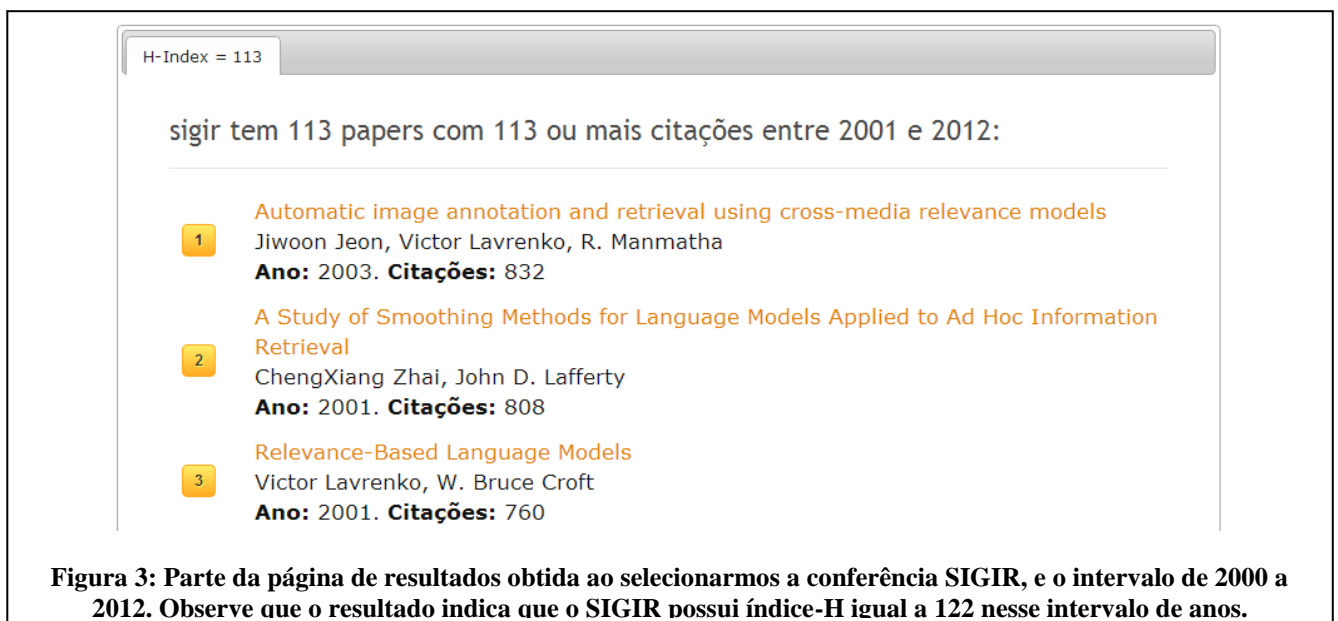 H-Index = 113
sigir tem 113 papers com 113 ou mais citações entre 2001 e 2012:
1
Automatic image annotation and retrieval using cross-media relevance models
Jiwoon Jeon, Victor Lavrenko, R. Manmatha
Ano: 2003. Citações: 832
2
A Study of Smoothing Methods for Language Models Applied to Ad Hoc Information
Retrieval
ChengXiang Zhai, John D. Lafferty
Ano: 2001. Citações: 808
3
Relevance-Based Language Models
Victor Lavrenko, W. Bruce Croft
Ano: 2001. Citações: 760
Figura 3: Parte da página de resultados obtida ao selecionarmos a conferência SIGIR, e o intervalo de 2000 a
2012. Observe que o resultado indica que o SIGIR possui índice-H igual a 122 nesse intervalo de anos.